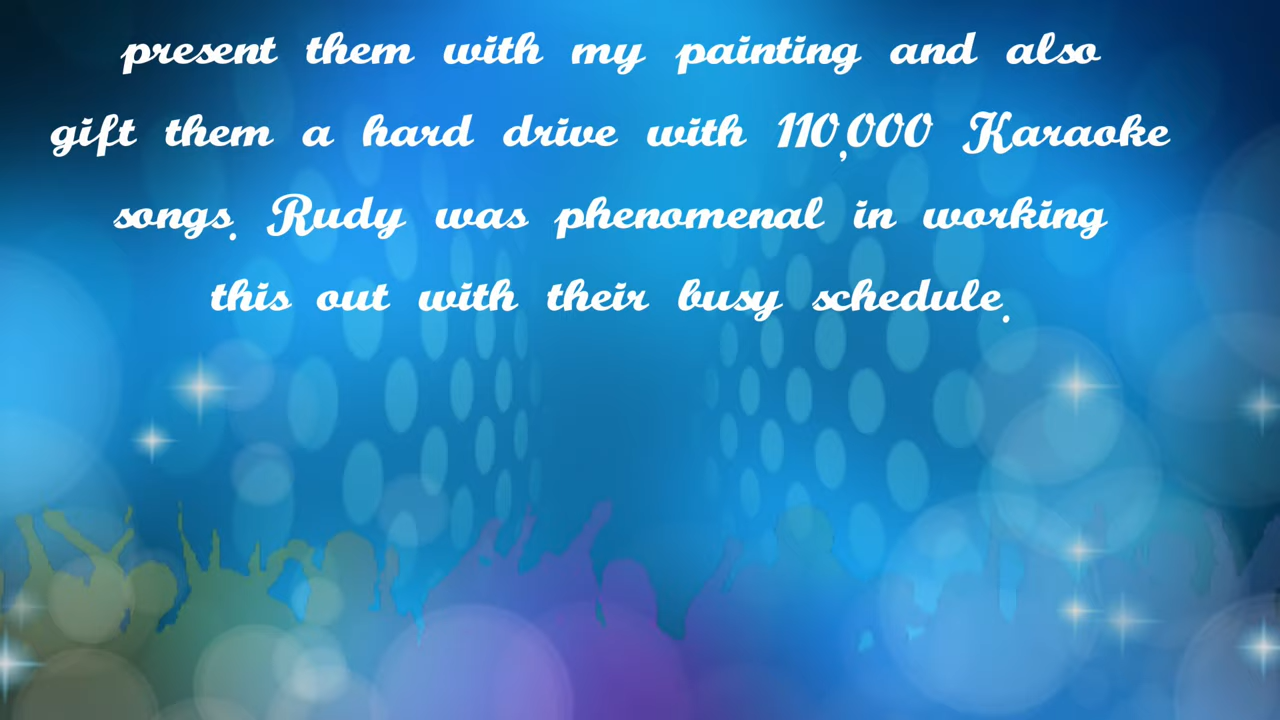 present them with my painting and also
gift them a hard drive with 110,000 Karaoke
songs. Rudy was phenomenal in working
this out with their busy schedule.